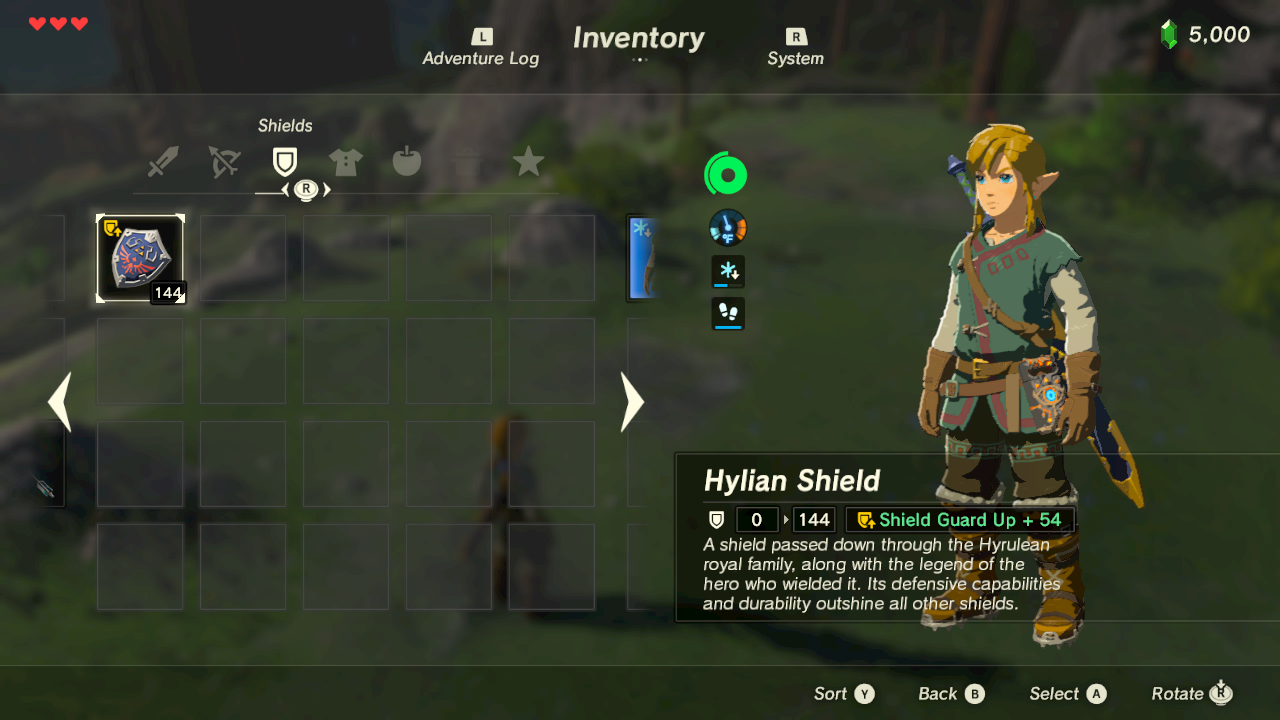 L
Inventory
R
5,000
Adventure Log
System
Shields
R
144
°F
Hylian Shield
0 144 Shield Guard Up + 54
A shield passed down through the Hyrulean
royal family, along with the legend of the
hero who wielded it. Its defensive capabilities
and durability outshine all other shields.
Sort Y Back B Select A Rotate R